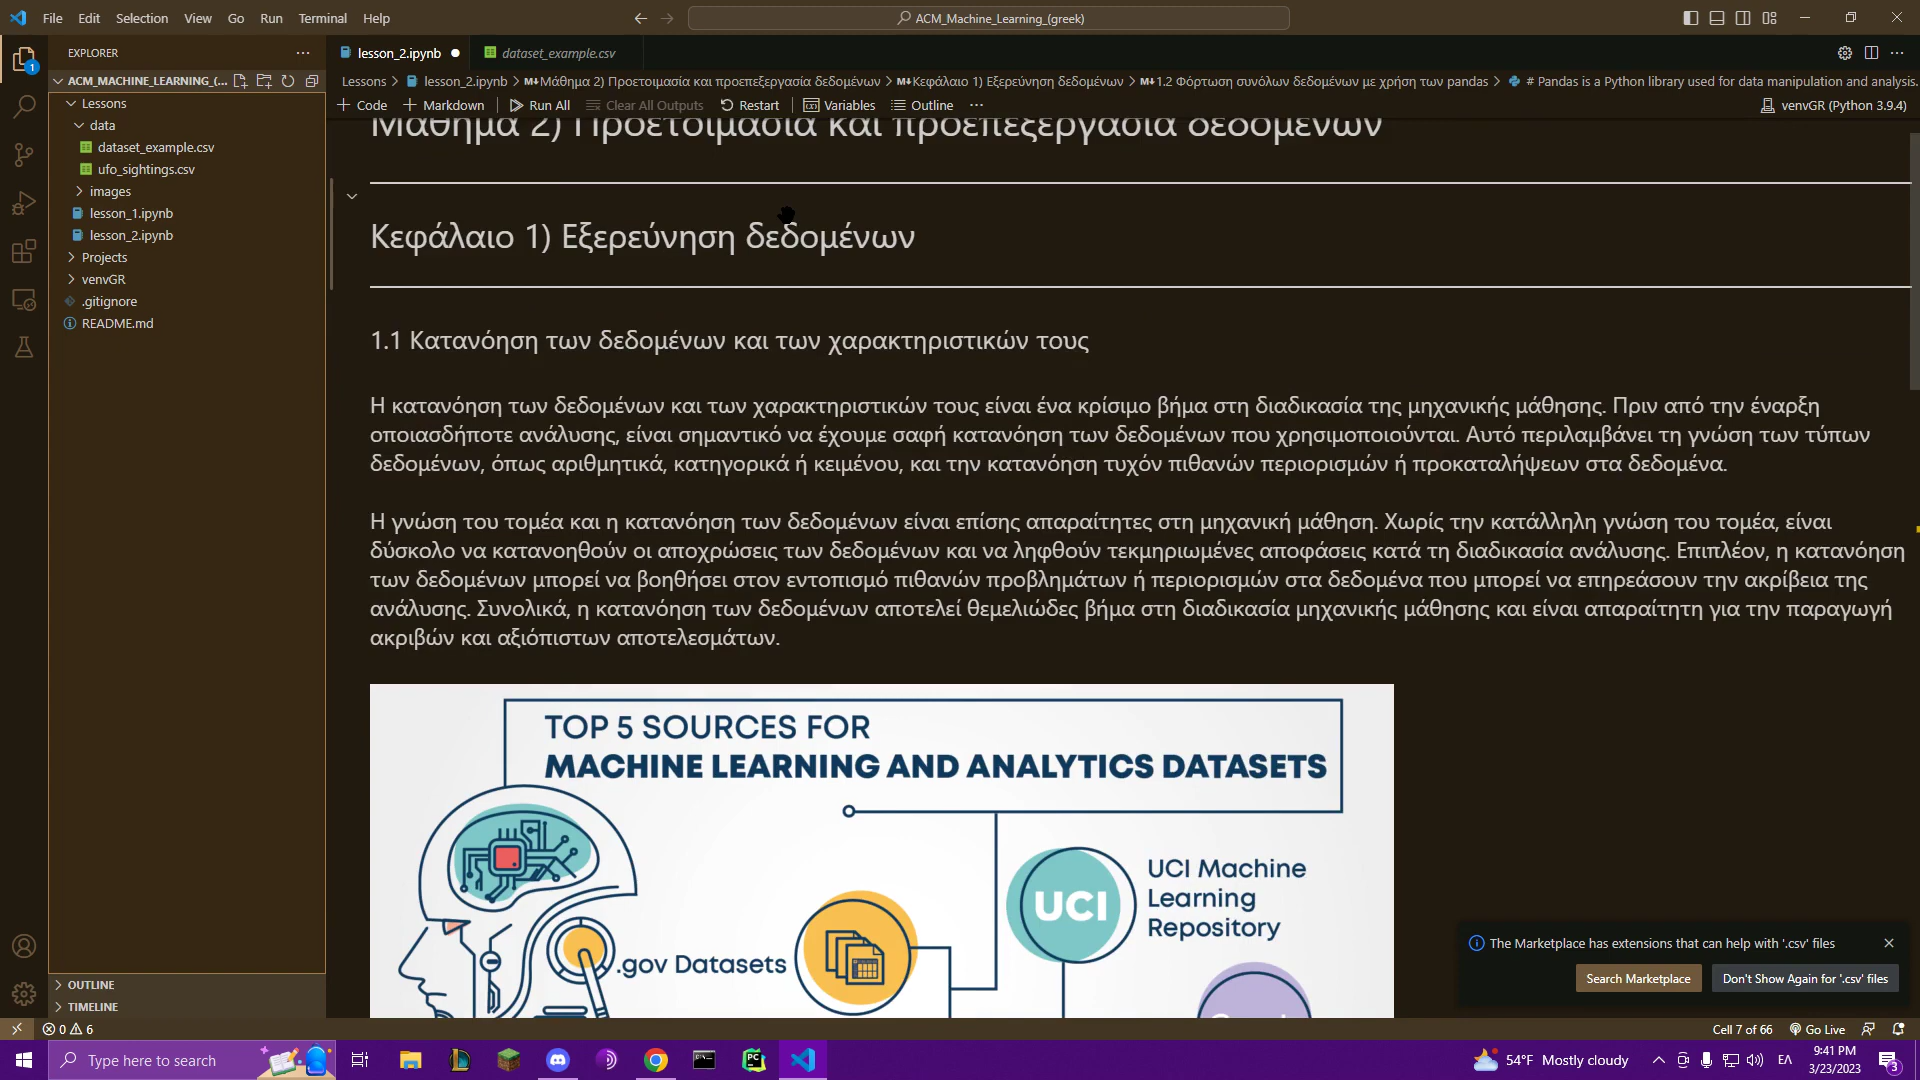 File Edit Selection View Go Run Terminal Help
ACM_Machine_Learning_(greek)
EXPLORER
lesson_2.ipynb
dataset_example.csv
ACM_MACHINE_LEARNING_(...
Lessons > lesson_2.ipynb > Μάθημα 2) Προετοιμασία και προεπεξεργασία δεδομένων > Κεφάλαιο 1) Εξερεύνηση δεδομένων > 1.2 Φόρτωση συνόλων δεδομένων με χρήση των pandas > # Pandas is a Python library used for data manipulation and analysis.
+ Code + Markdown Run All Clear All Outputs Restart Variables Outline ...
venvGR (Python 3.9.4)
Lessons
data
dataset_example.csv
ufo_sightings.csv
images
lesson_1.ipynb
lesson_2.ipynb
Projects
venvGR
.gitignore
README.md
OUTLINE
TIMELINE
Μάθημα 2) Προετοιμασία και προεπεξεργασία δεδομένων
Κεφάλαιο 1) Εξερεύνηση δεδομένων
1.1 Κατανόηση των δεδομένων και των χαρακτηριστικών τους
Η κατανόηση των δεδομένων και των χαρακτηριστικών τους είναι ένα κρίσιμο βήμα στη διαδικασία της μηχανικής μάθησης. Πριν από την έναρξη
οποιασδήποτε ανάλυσης, είναι σημαντικό να έχουμε σαφή κατανόηση των δεδομένων που χρησιμοποιούνται. Αυτό περιλαμβάνει τη γνώση των τύπων
δεδομένων, όπως αριθμητικά, κατηγορικά ή κειμένου, και την κατανόηση τυχόν πιθανών περιορισμών ή προκαταλήψεων στα δεδομένα.
Η γνώση του τομέα και η κατανόηση των δεδομένων είναι επίσης απαραίτητες στη μηχανική μάθηση. Χωρίς την κατάλληλη γνώση του τομέα, είναι
δύσκολο να κατανοηθούν οι αποχρώσεις των δεδομένων και να ληφθούν τεκμηριωμένες αποφάσεις κατά τη διαδικασία ανάλυσης. Επιπλέον, η κατανόηση
των δεδομένων μπορεί να βοηθήσει στον εντοπισμό πιθανών προβλημάτων ή περιορισμών στα δεδομένα που μπορεί να επηρεάσουν την ακρίβεια της
ανάλυσης. Συνολικά, η κατανόηση των δεδομένων αποτελεί θεμελιώδες βήμα στη διαδικασία μηχανικής μάθησης και είναι απαραίτητη για την παραγωγή
ακριβών και αξιόπιστων αποτελεσμάτων.
TOP 5 SOURCES FOR
MACHINE LEARNING AND ANALYTICS DATASETS
UCI
UCI Machine
Learning
Repository
.gov Datasets
The Marketplace has extensions that can help with '.csv' files
Search Marketplace
Don't Show Again for '.csv' files
0 6
Cell 7 of 66
Go Live
Type here to search
54°F Mostly cloudy
ΕΛ
9:41 PM
3/23/2023
3